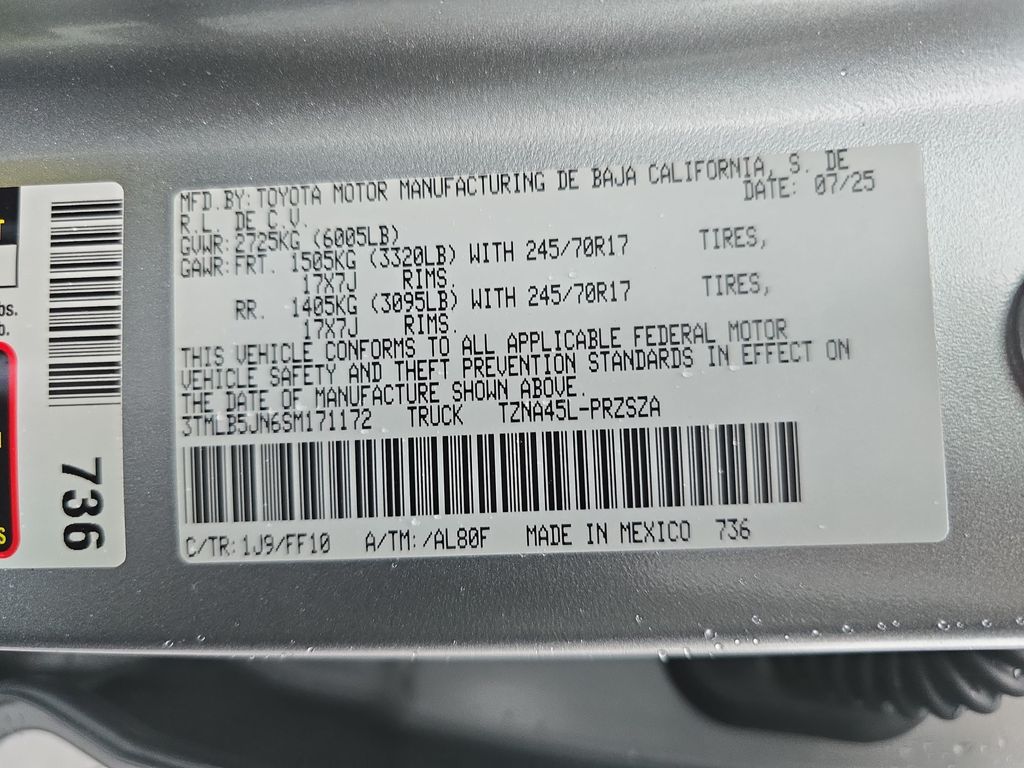 MFD.BY:TOYOTA MOTOR MANUFACTURING DE BAJA CALIFORNIA, S. DE
R.L. DE C.V. DATE: 07/25
GVWR:2725KG (6005LB)
GAWR:FRT. 1505KG (3320LB) WITH 245/70R17 TIRES,
17X7J RIMS.
RR. 1405KG (3095LB) WITH 245/70R17 TIRES,
17X7J RIMS.
THIS VEHICLE CONFORMS TO ALL APPLICABLE FEDERAL MOTOR
VEHICLE SAFETY AND THEFT PREVENTION STANDARDS IN EFFECT ON
THE DATE OF MANUFACTURE SHOWN ABOVE.
3TMLB5JN6SM171172 TRUCK TZNA45L-PRZSZA
C/TR:1J9/FF10 A/TM:/AL80F MADE IN MEXICO 736
736